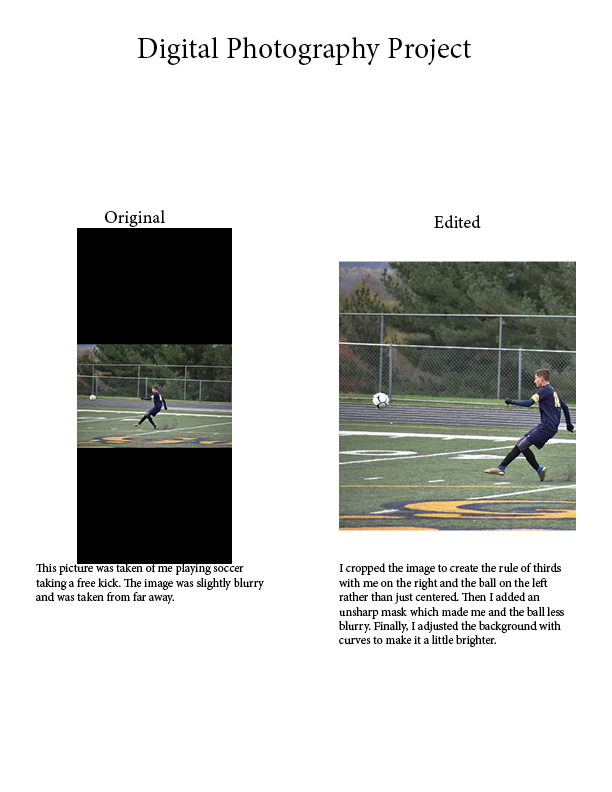 Digital Photography Project
Original
This picture was taken of me playing soccer
taking a free kick. The image was slightly blurry
and was taken from far away.
Edited
I cropped the image to create the rule of thirds
with me on the right and the ball on the left
rather than just centered. Then I added an
unsharp mask which made me and the ball less
blurry. Finally, I adjusted the background with
curves to make it a little brighter.